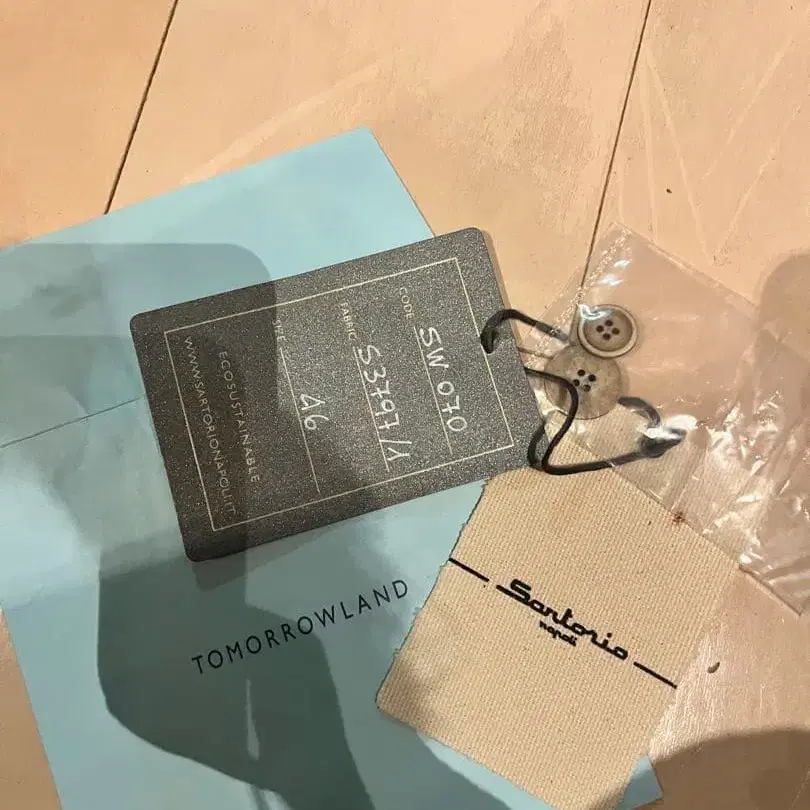 CODE SW 070
FABRIC S3797/1
SIZE 46
ECOSUSTAINABLE
WWW.SARTORIONAPOLI.IT
TOMORROWLAND
Sartorio
napoli